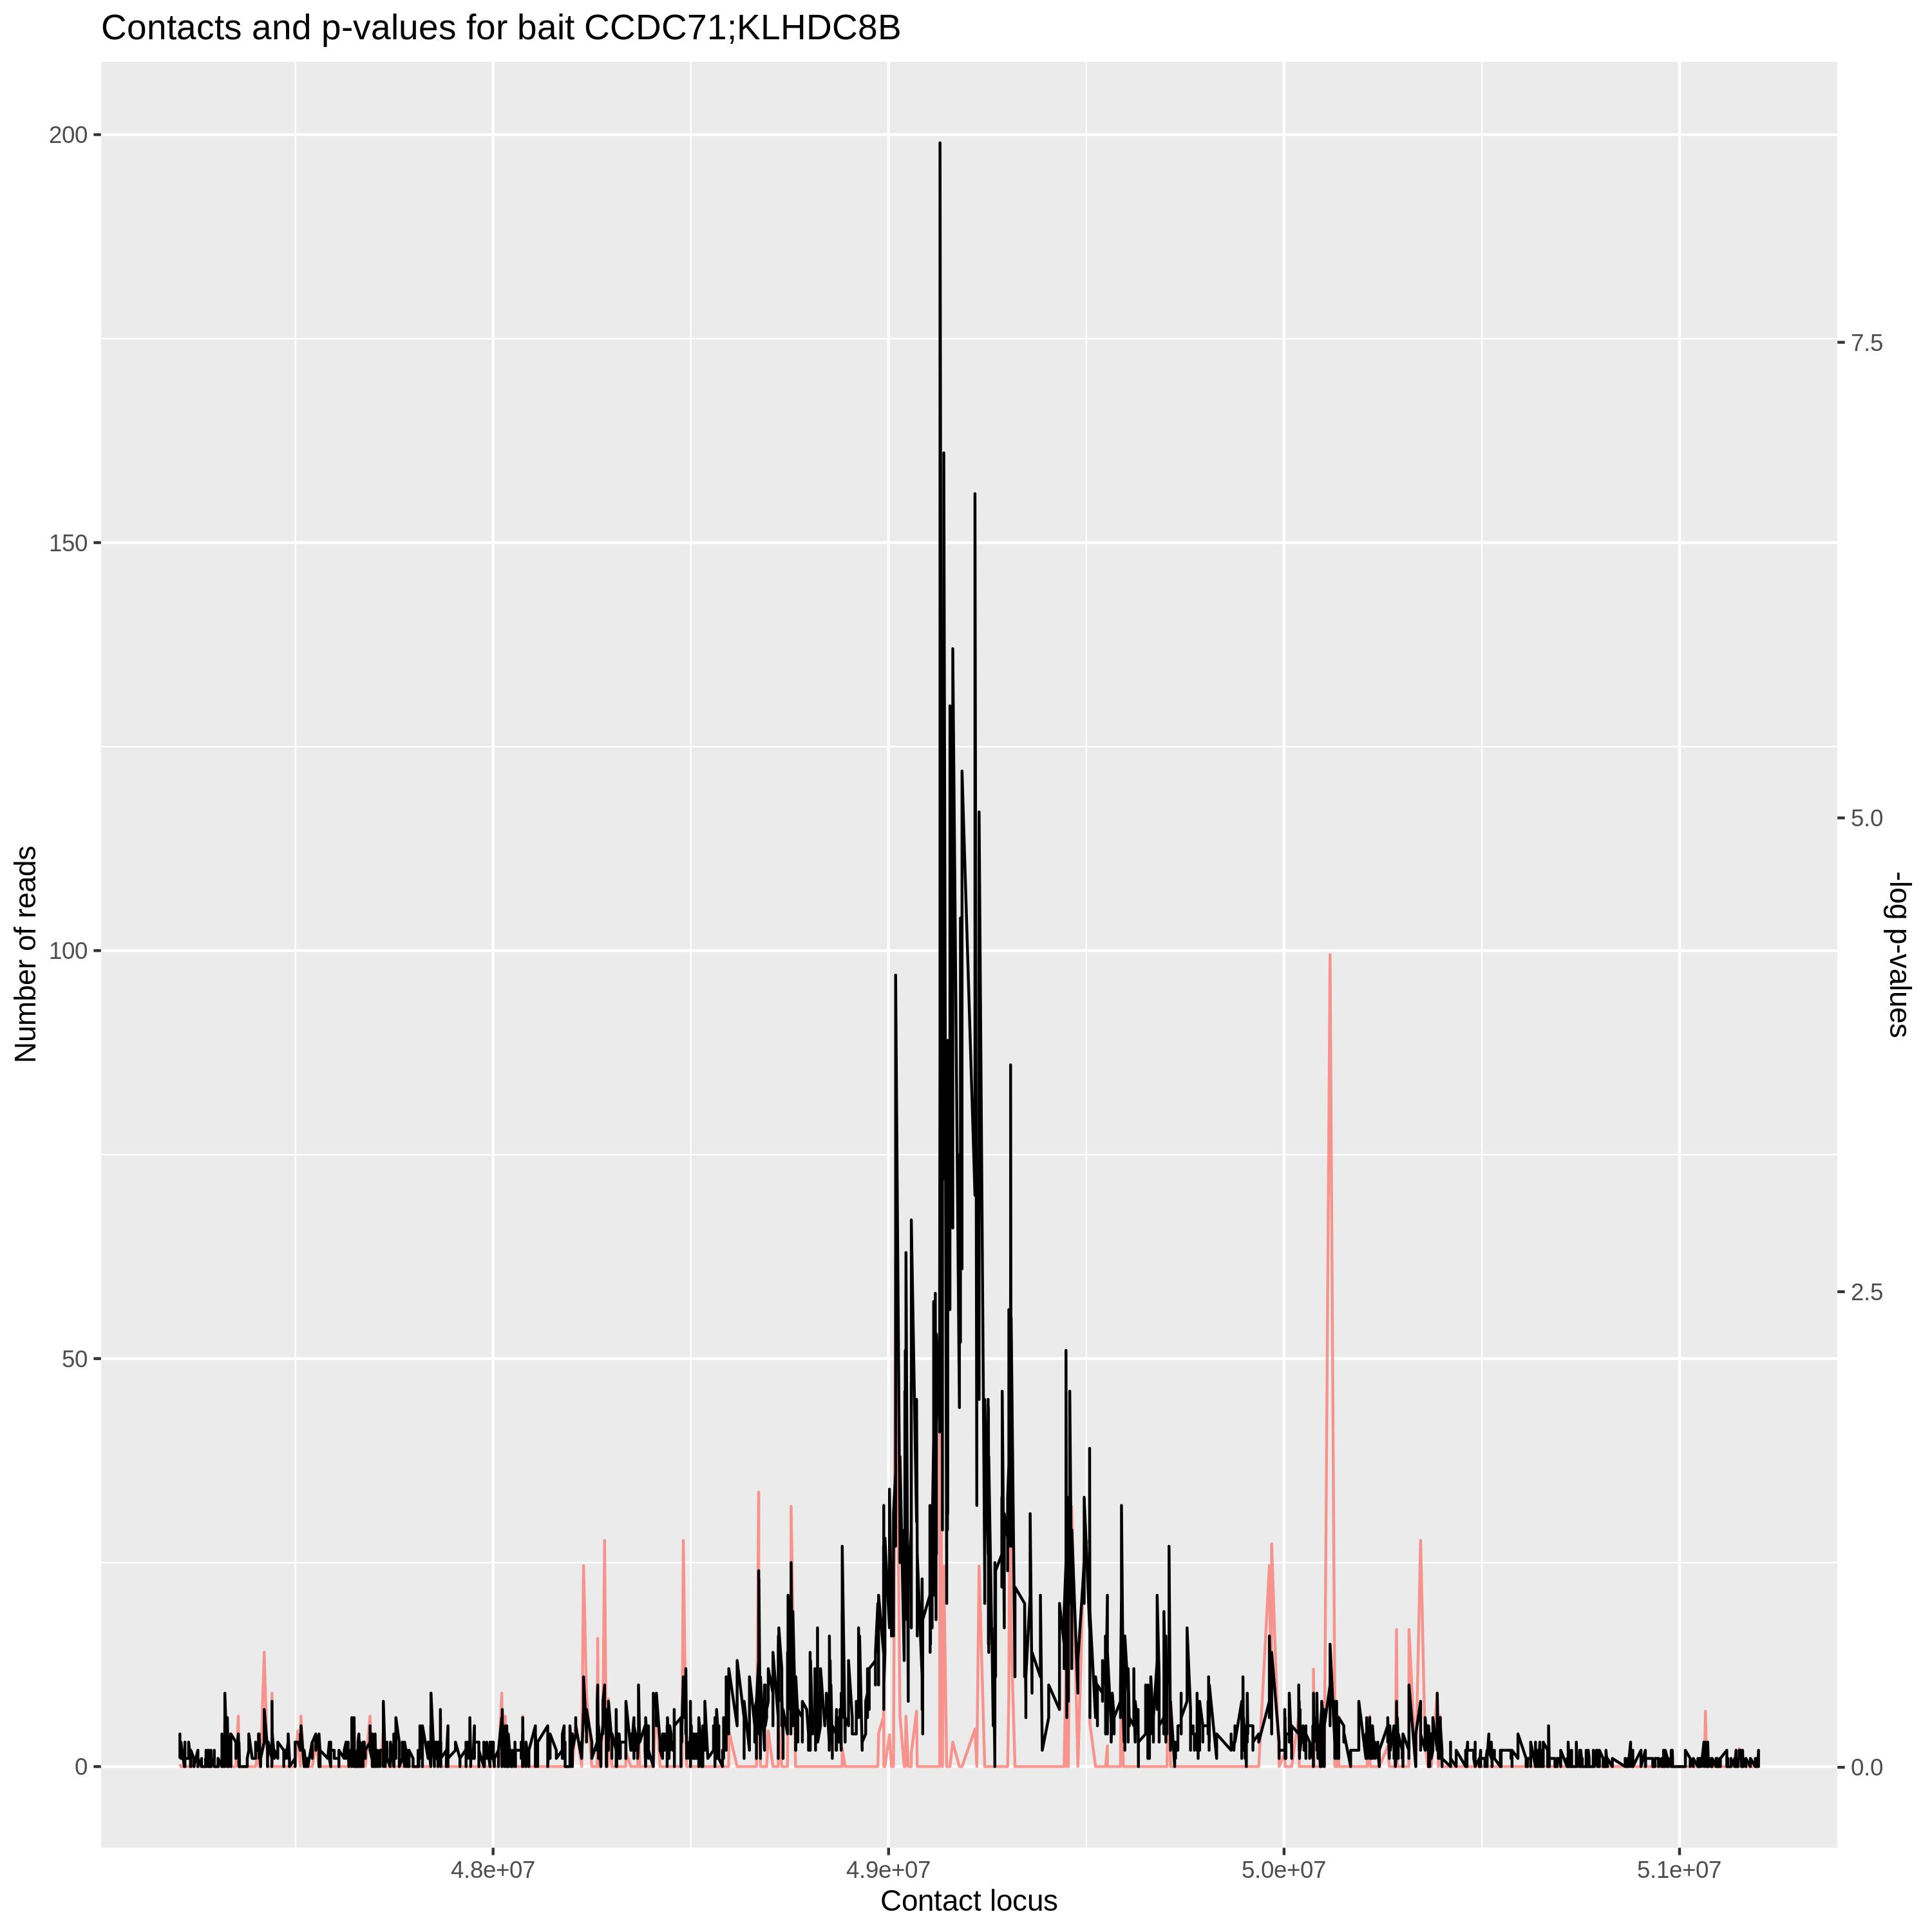 Contacts and p-values for bait CCDC71;KLHDC8B
200
150
100
50
0
Number of reads
7.5
5.0
2.5
0.0
-log p-values
4.8e+07
4.9e+07
5.0e+07
5.1e+07
Contact locus